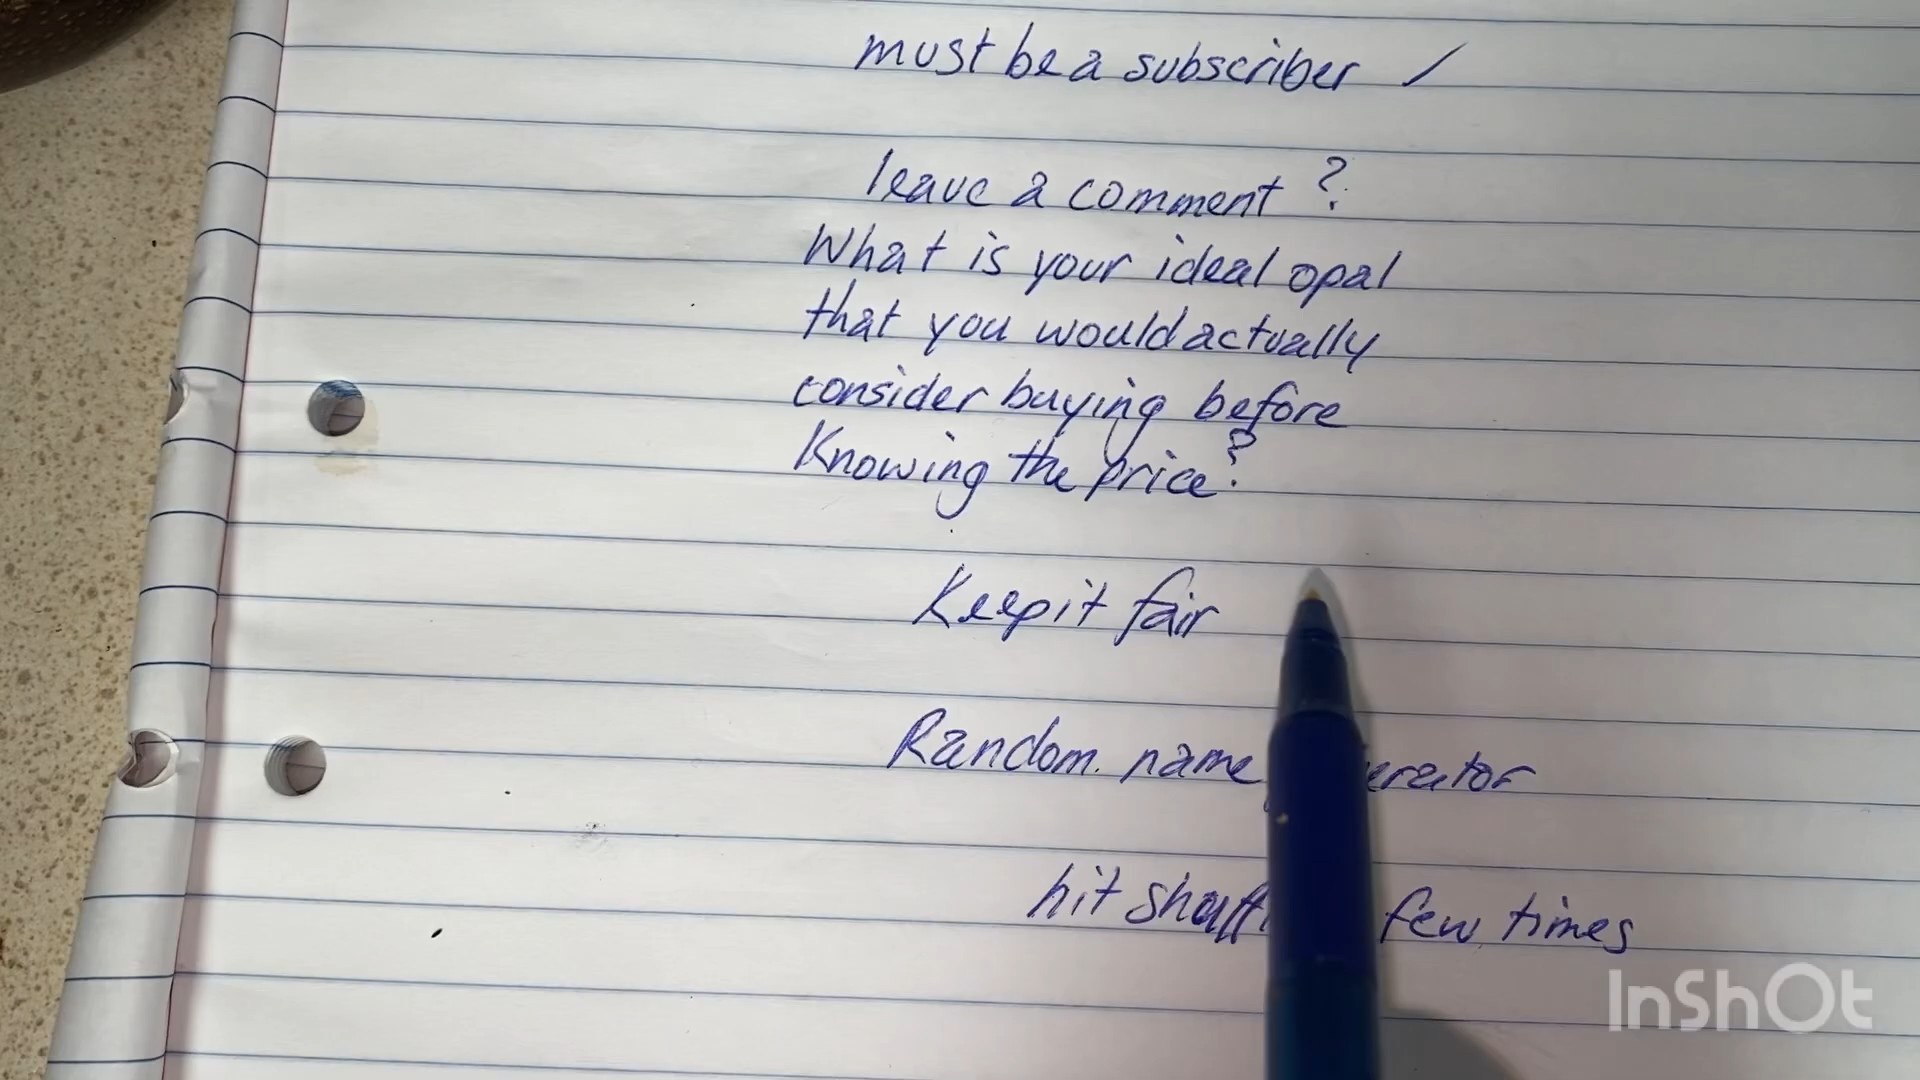 must be a subscriber ✓
leave a comment ?
What is your ideal opal
that you would actually
consider buying before
Knowing the price?
Keep it fair
Random name
hit few times
InShOt